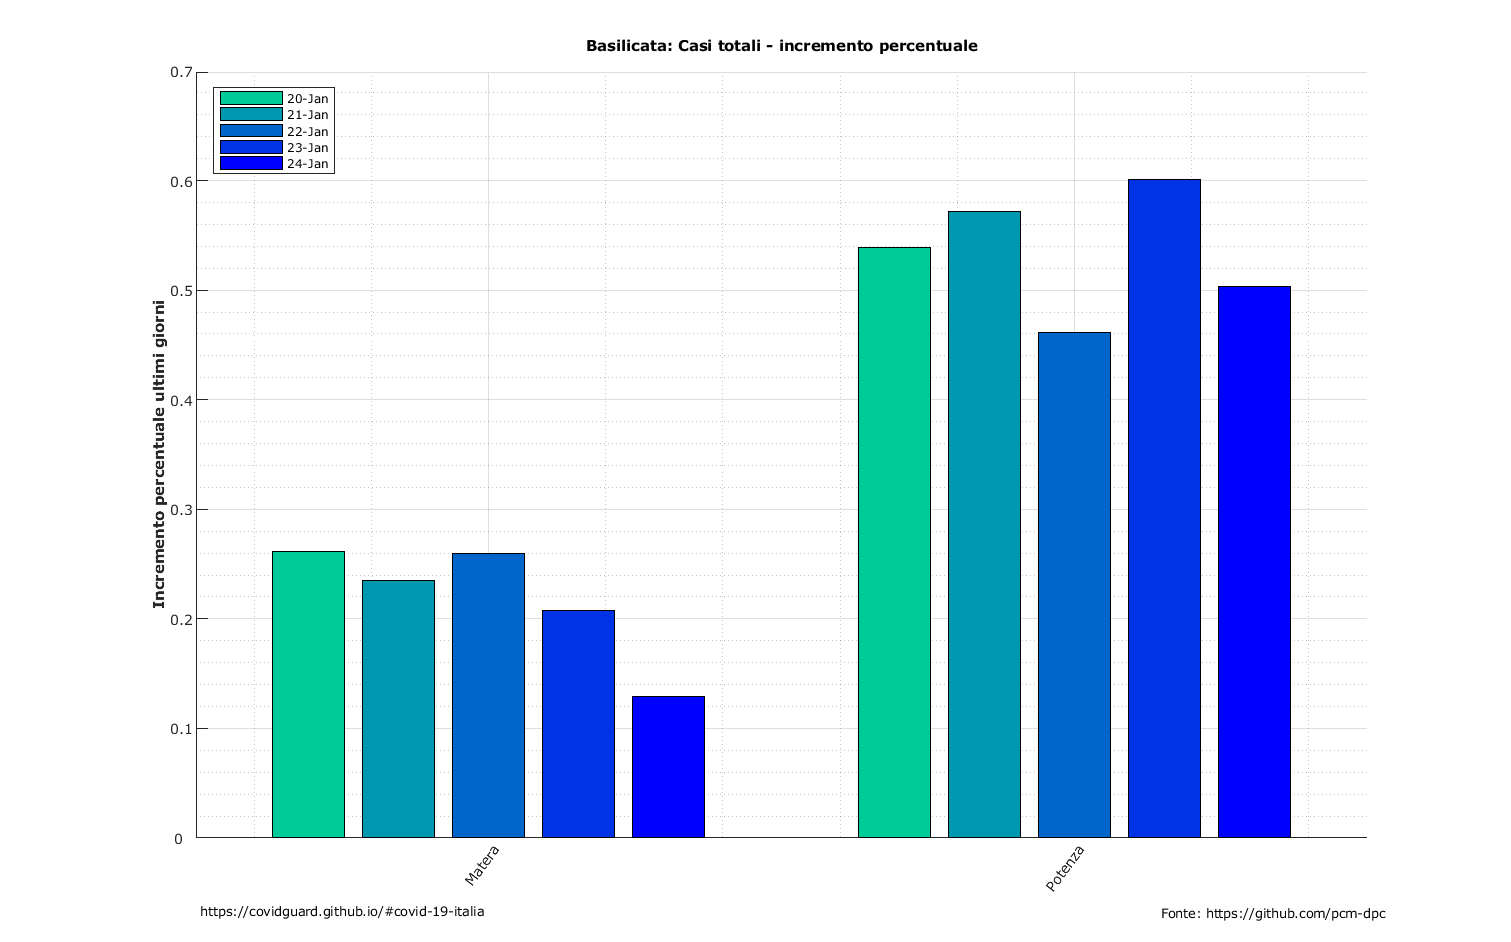 Basilicata: Casi totali - incremento percentuale
0.7
0.6
0.5
0.4
0.3
0.2
0.1
0
Incremento percentuale ultimi giorni
20-Jan
21-Jan
22-Jan
23-Jan
24-Jan
Matera
Potenza
https://covidguard.github.io/#covid-19-italia
Fonte: https://github.com/pcm-dpc